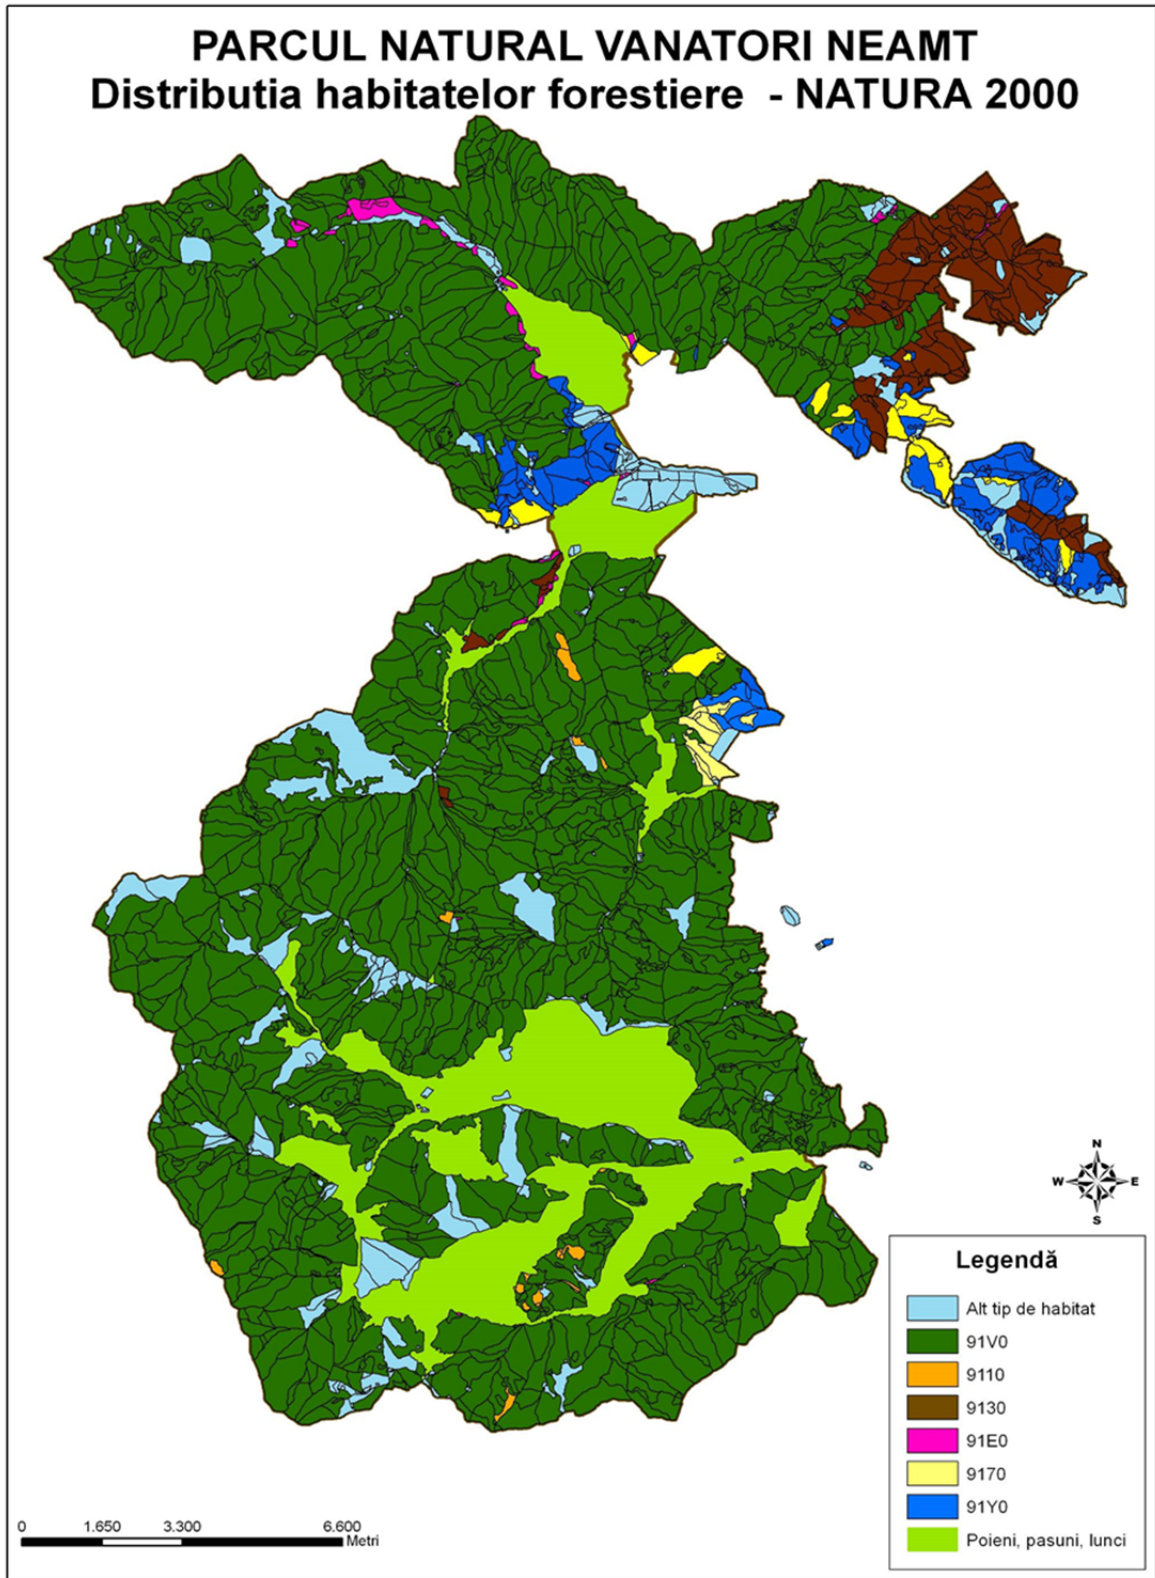 PARCUL NATURAL VANATORI NEAMT
Distributia habitatelor forestiere - NATURA 2000
N
W E
S
Legendă
Alt tip de habitat
91V0
9110
9130
91E0
9170
91Y0
Poieni, pasuni, lunci
0 1.650 3.300 6.600
Metri